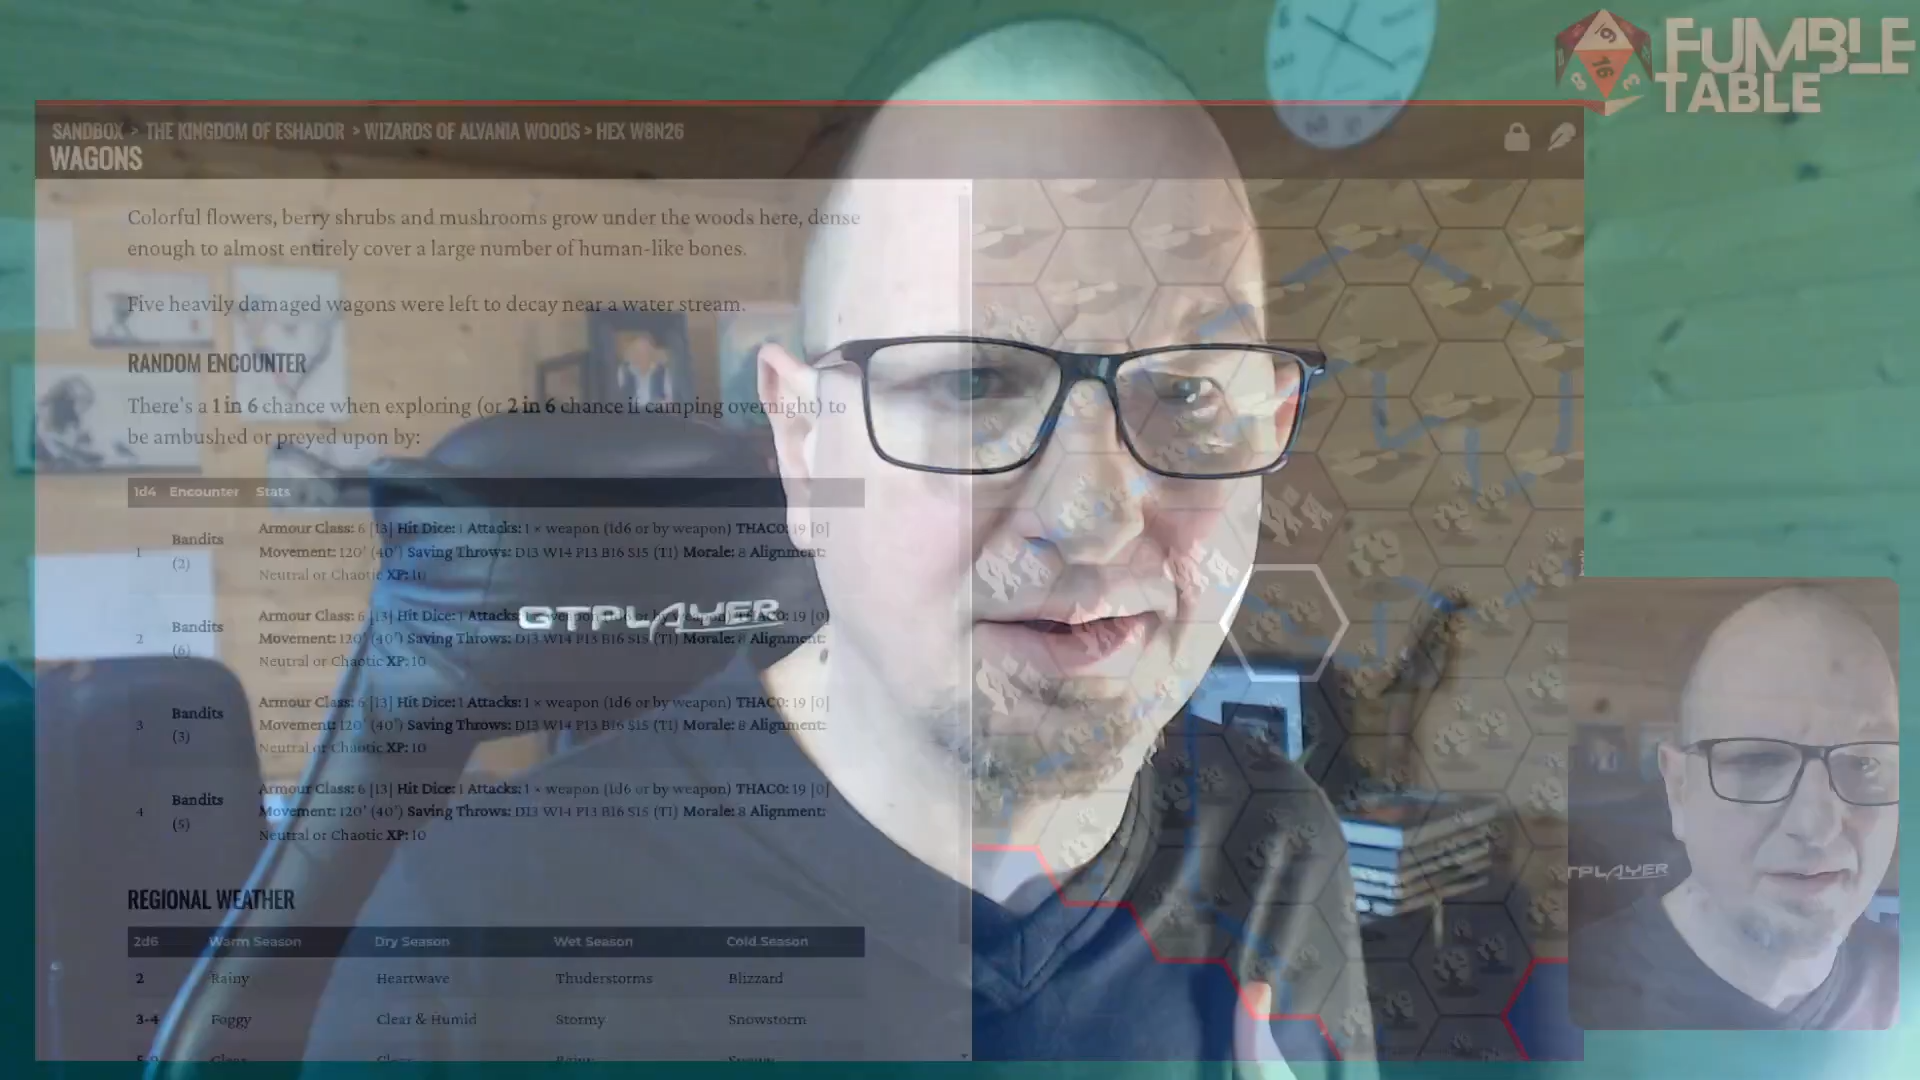 FUMBLE
TABLE
SANDBOX > THE KINGDOM OF ESHADOR > WIZARDS OF ALVANIA WOODS > HEX W8N26
WAGONS
Colorful flowers, berry shrubs and mushrooms grow under the woods here, dense
enough to almost entirely cover a large number of human-like bones.
Five heavily damaged wagons were left to decay near a water stream.
RANDOM ENCOUNTER
There's a 1 in 6 chance when exploring (or 2 in 6 chance if camping overnight) to
be ambushed or preyed upon by:
1d4 Encounter Stats
1 Bandits (2) Armour Class: 6 [13] Hit Dice: 1 Attacks: 1 × weapon (1d6 or by weapon) THAC0: 19 [0]
Movement: 120' (40') Saving Throws: D13 W14 P13 B16 S15 (T1) Morale: 8 Alignment:
Neutral or Chaotic XP: 10
2 Bandits (6) Armour Class: 6 [13] Hit Dice: 1 Attacks: 1 × weapon (1d6 or by weapon) THAC0: 19 [0]
Movement: 120' (40') Saving Throws: D13 W14 P13 B16 S15 (T1) Morale: 8 Alignment:
Neutral or Chaotic XP: 10
3 Bandits (3) Armour Class: 6 [13] Hit Dice: 1 Attacks: 1 × weapon (1d6 or by weapon) THAC0: 19 [0]
Movement: 120' (40') Saving Throws: D13 W14 P13 B16 S15 (T1) Morale: 8 Alignment:
Neutral or Chaotic XP: 10
4 Bandits (5) Armour Class: 6 [13] Hit Dice: 1 Attacks: 1 × weapon (1d6 or by weapon) THAC0: 19 [0]
Movement: 120' (40') Saving Throws: D13 W14 P13 B16 S15 (T1) Morale: 8 Alignment:
Neutral or Chaotic XP: 10
GTPLAYER
REGIONAL WEATHER
2d6 Warm Season Dry Season Wet Season Cold Season
2 Rainy Heartwave Thuderstorms Blizzard
3-4 Foggy Clear & Humid Stormy Snowstorm
TPLAYER